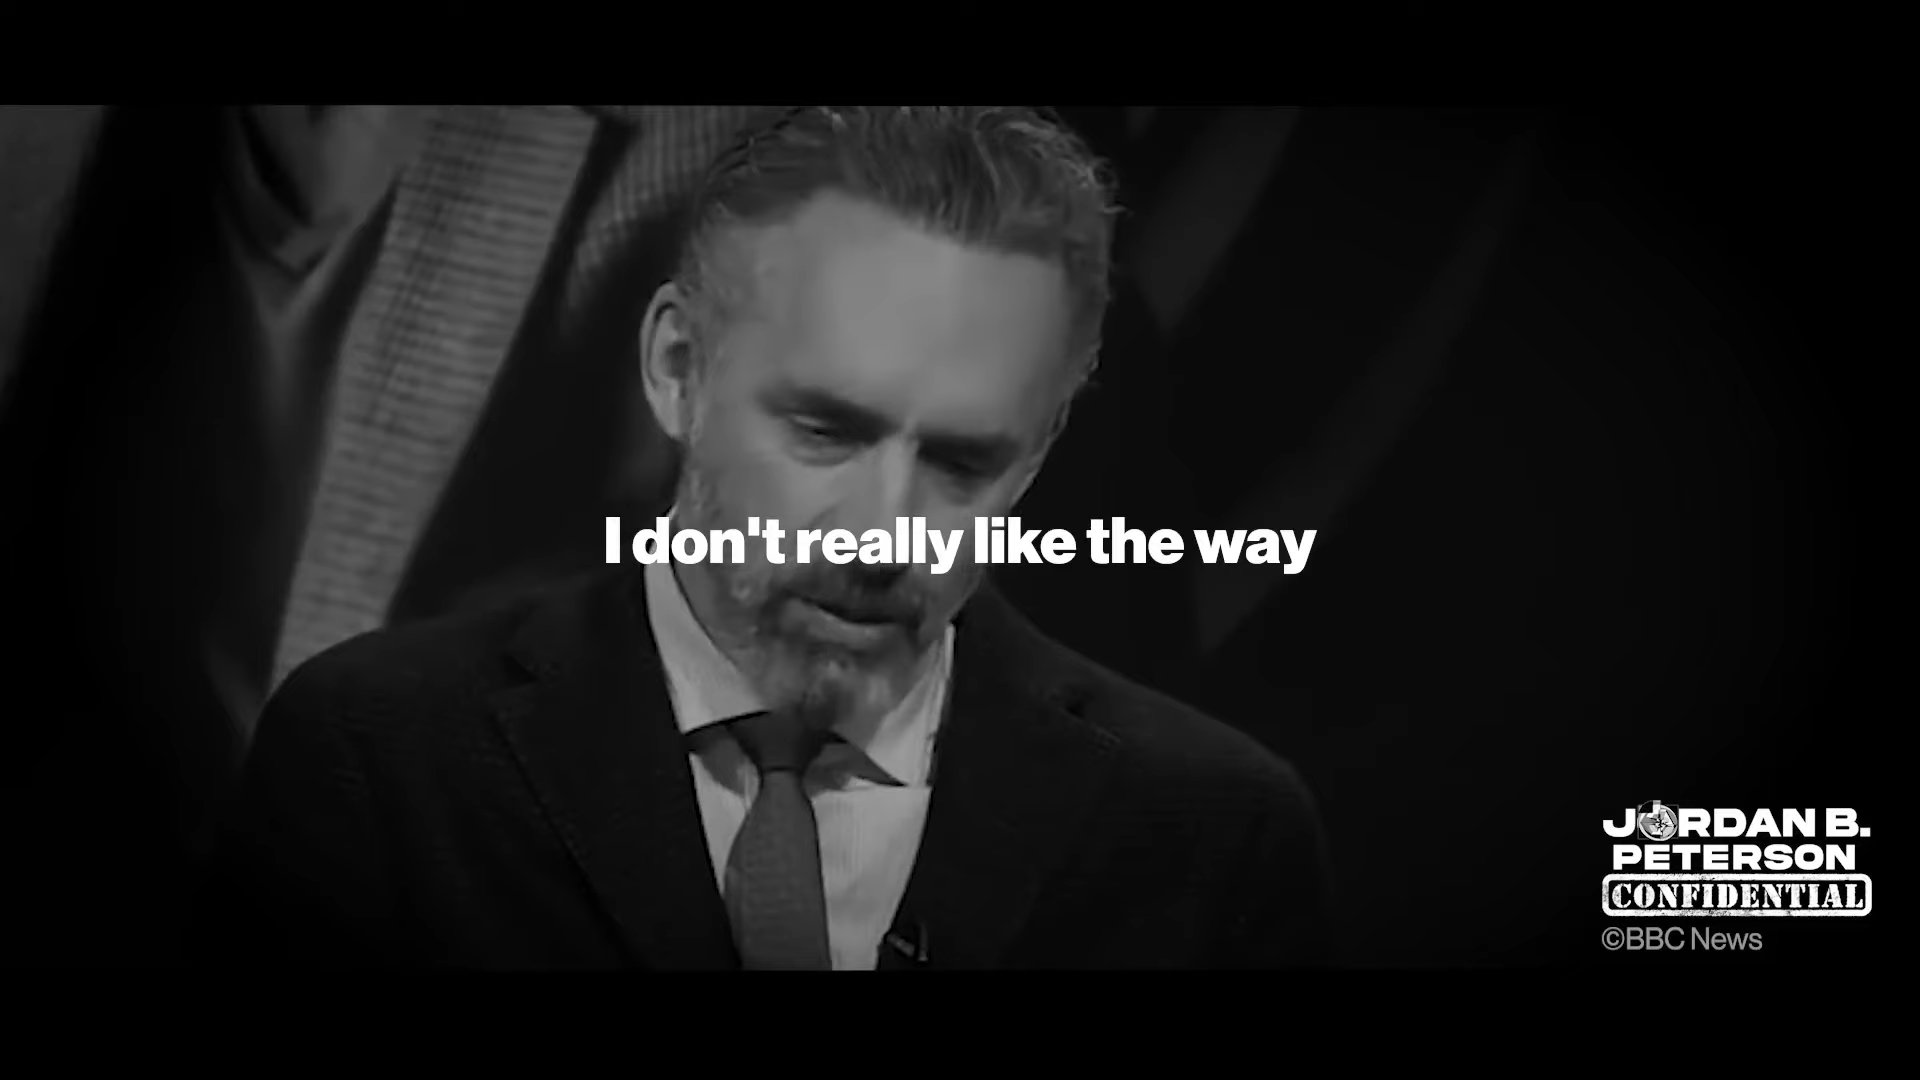 I don't really like the way
JORDAN B.
PETERSON
CONFIDENTIAL
©BBC News